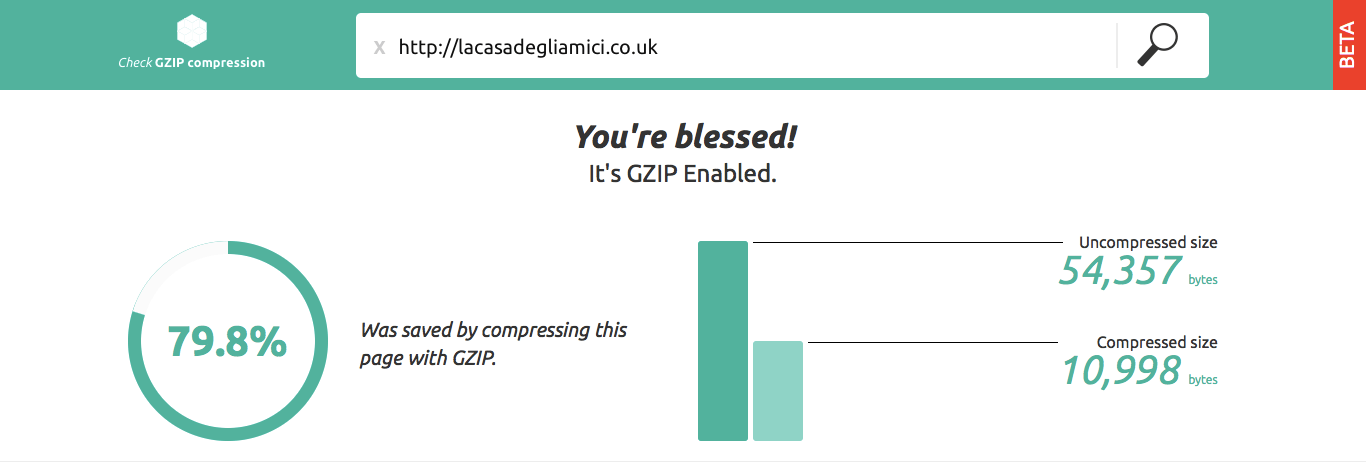 Check GZIP compression
X http://lacasadegliamici.co.uk
BETA
You're blessed!
It's GZIP Enabled.
79.8%
Was saved by compressing this
page with GZIP.
Uncompressed size
54,357 bytes
Compressed size
10,998 bytes